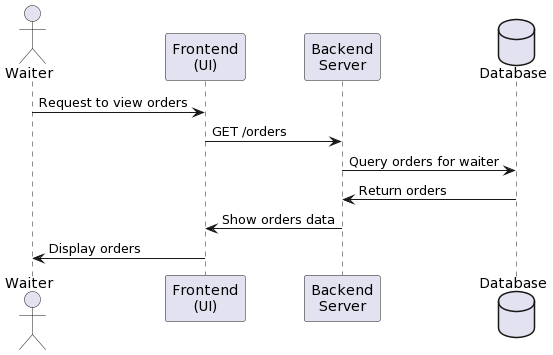 Waiter
Frontend
(UI)
Backend
Server
Database
Request to view orders
GET /orders
Query orders for waiter
Return orders
Show orders data
Display orders
Waiter
Frontend
(UI)
Backend
Server
Database